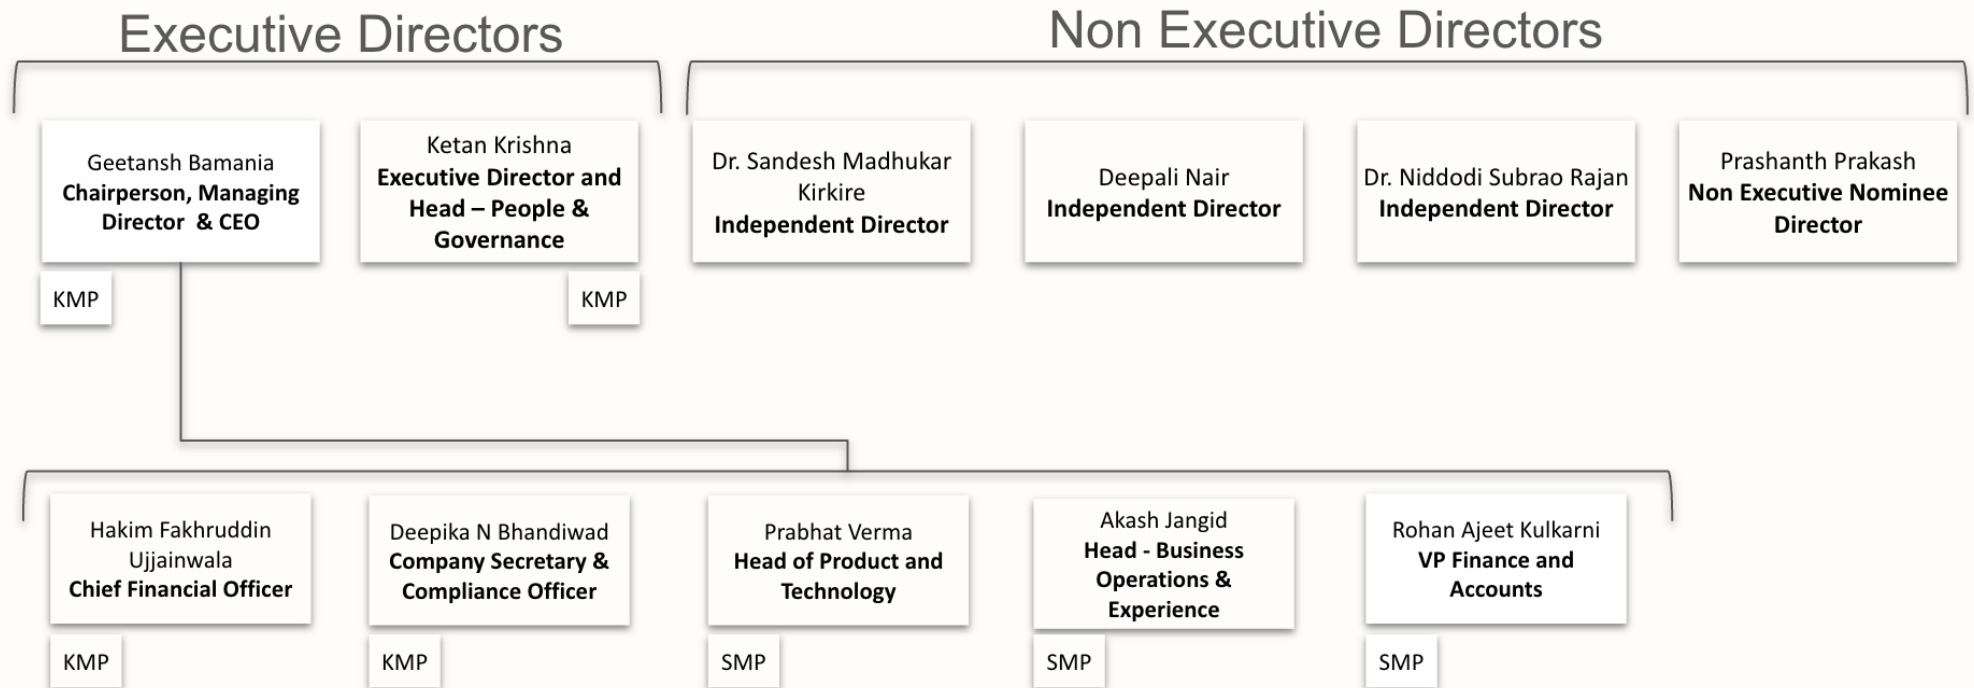 Executive Directors
Non Executive Directors
Geetansh Bamania
Chairperson, Managing
Director & CEO
KMP
Ketan Krishna
Executive Director and
Head – People &
Governance
KMP
Dr. Sandesh Madhukar
Kirkire
Independent Director
Deepali Nair
Independent Director
Dr. Niddodi Subrao Rajan
Independent Director
Prashanth Prakash
Non Executive Nominee
Director
Hakim Fakhruddin
Ujjainwala
Chief Financial Officer
KMP
Deepika N Bhandiwad
Company Secretary &
Compliance Officer
KMP
Prabhat Verma
Head of Product and
Technology
SMP
Akash Jangid
Head - Business
Operations &
Experience
SMP
Rohan Ajeet Kulkarni
VP Finance and
Accounts
SMP